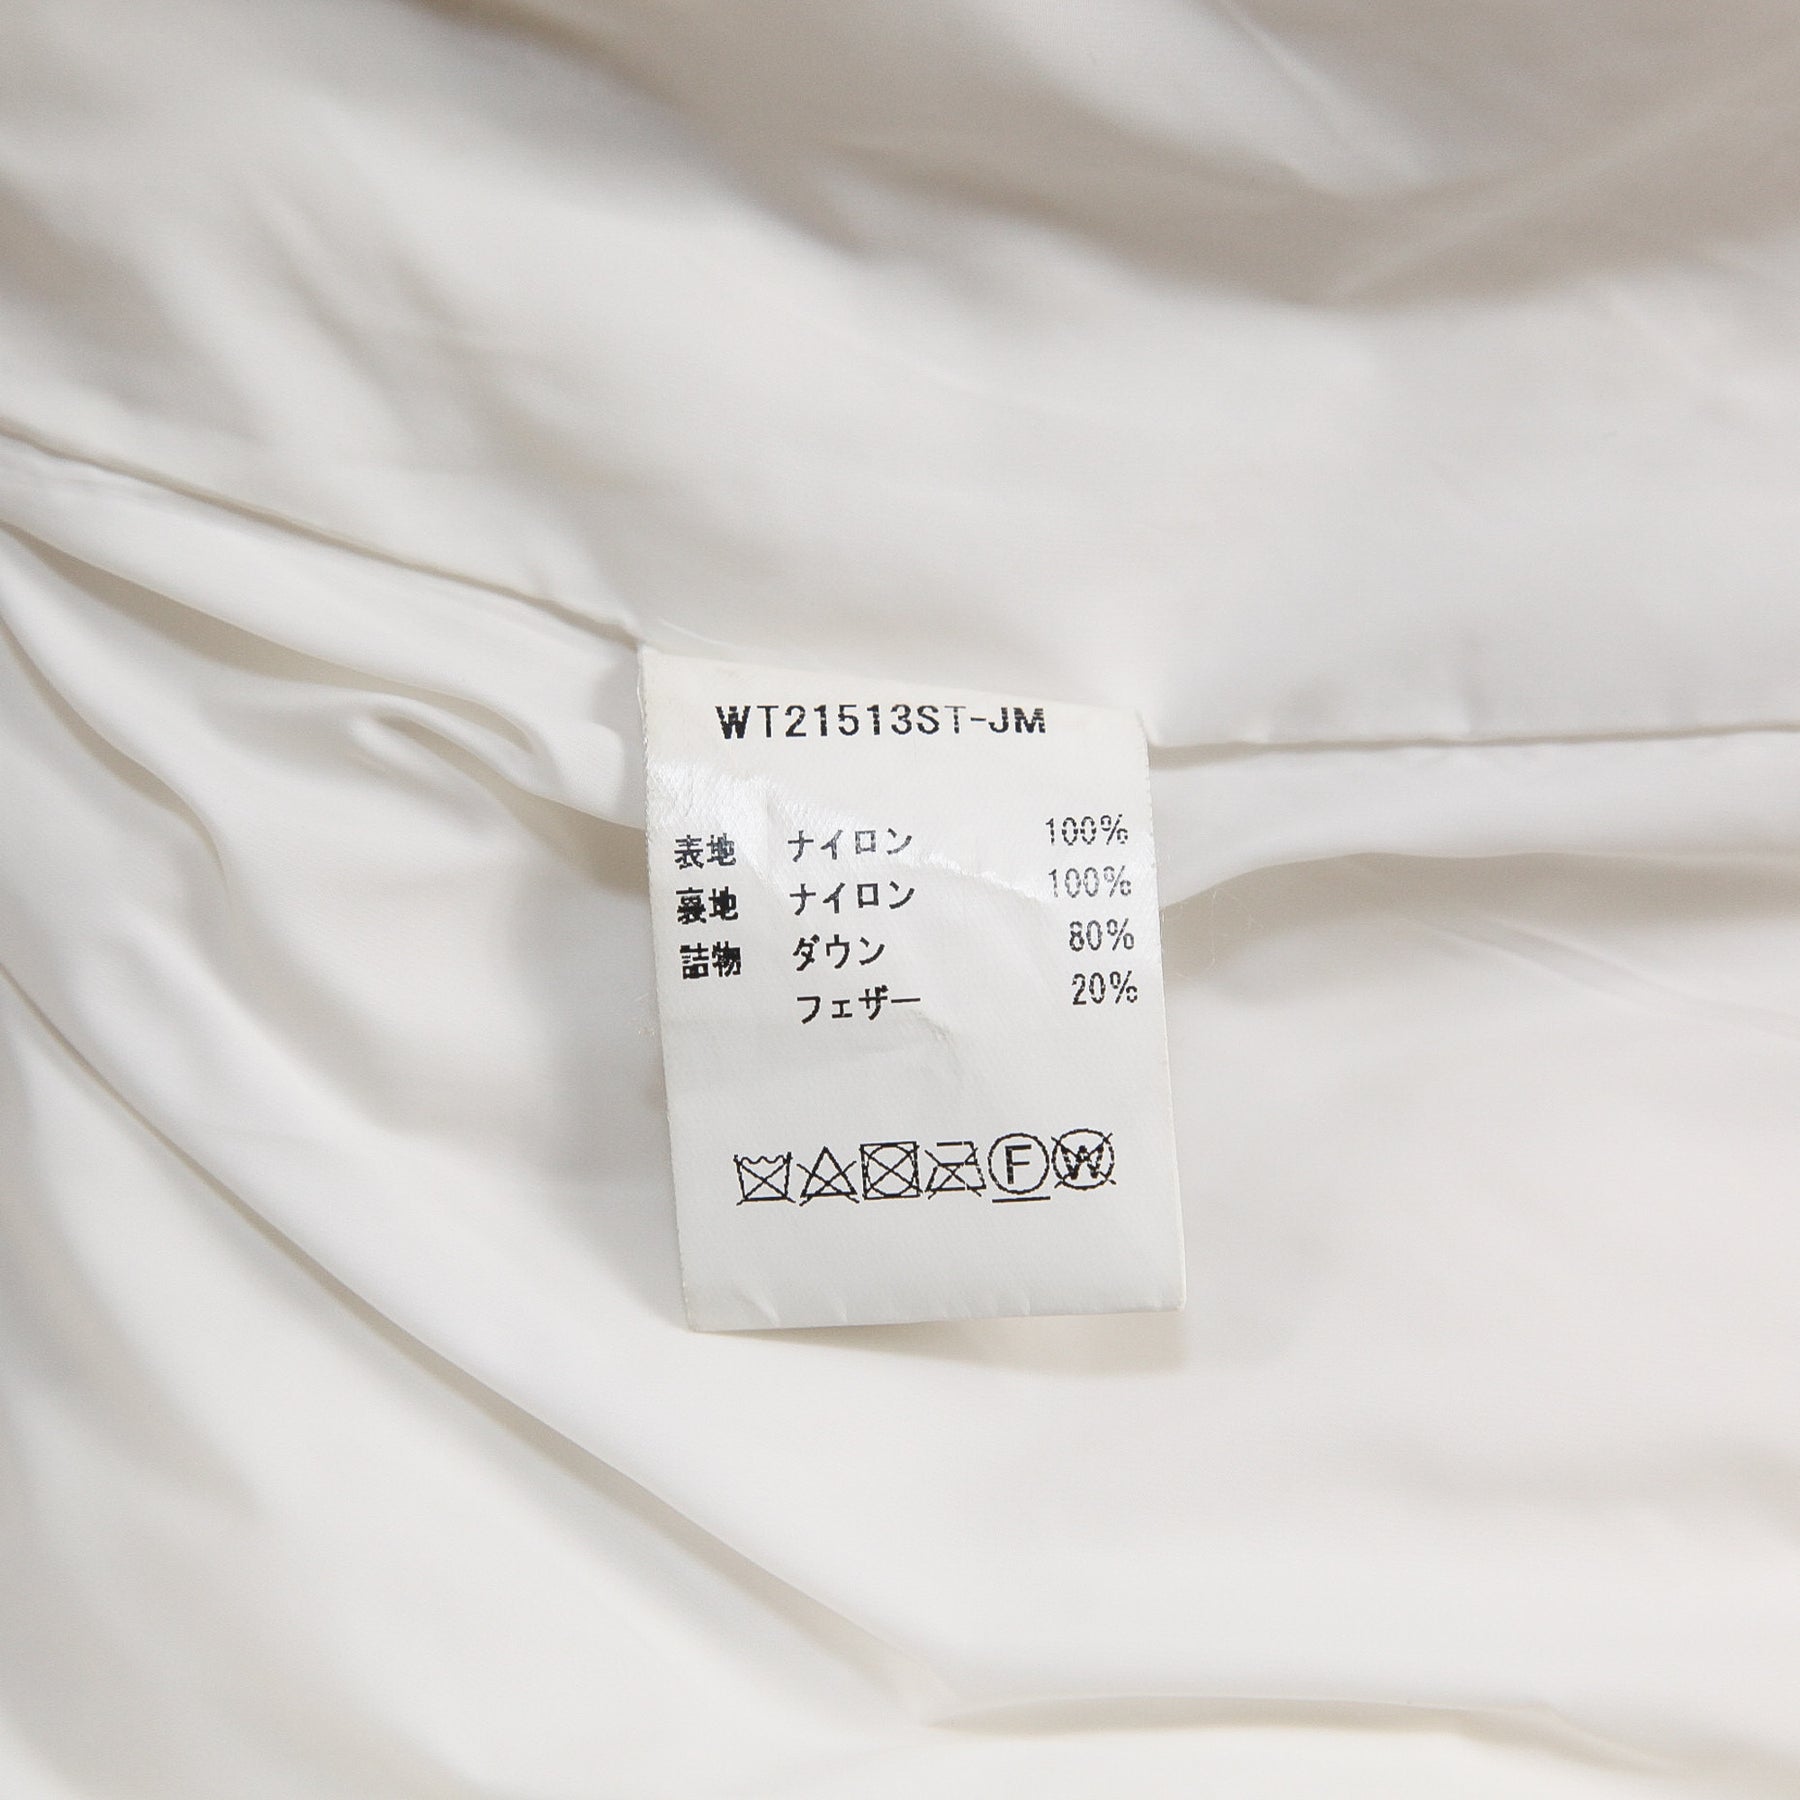 WT21513ST-JM
表地 ナイロン 100%
裏地 ナイロン 100%
詰物 ダウン 80%
フェザー 20%
F W